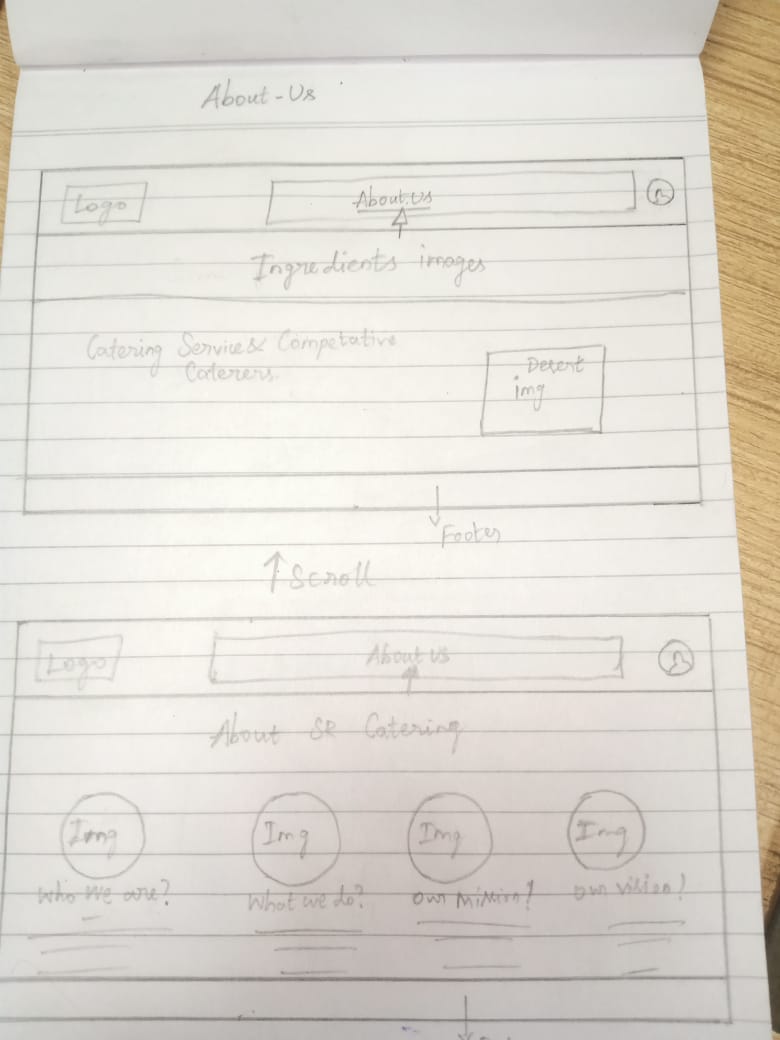 About-Us
Logo
About us
Ingredients images
Catering Service & Competative
Caterers.
Desert
img
Footer
Scroll
Logo
About us
About SR Catering
Img
Img
Img
Img
Who we are?
What we do?
Our mission!
Our vision!